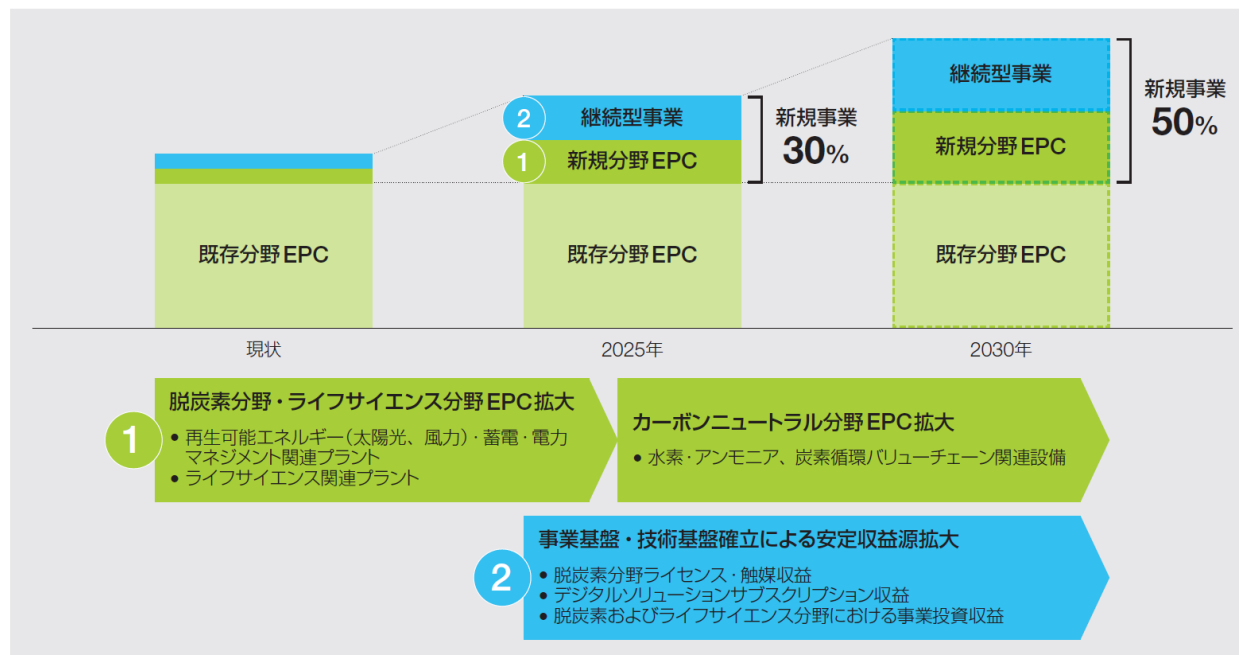 継続型事業
新規事業
50%
新規分野EPC
既存分野EPC
2 継続型事業
1 新規分野EPC
新規事業
30%
既存分野EPC
既存分野EPC
現状
2025年
2030年
1
脱炭素分野・ライフサイエンス分野EPC拡大
• 再生可能エネルギー(太陽光、風力)・蓄電・電力
マネジメント関連プラント
• ライフサイエンス関連プラント
カーボンニュートラル分野EPC拡大
• 水素・アンモニア、炭素循環バリューチェーン関連設備
2
事業基盤・技術基盤確立による安定収益源拡大
• 脱炭素分野ライセンス・触媒収益
• デジタルソリューションサブスクリプション収益
• 脱炭素およびライフサイエンス分野における事業投資収益